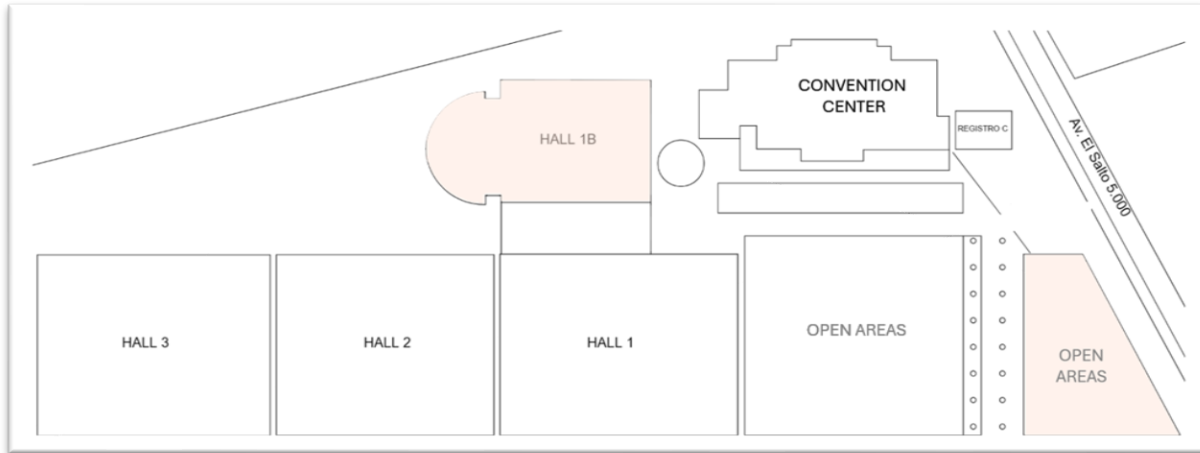 CONVENTION
CENTER
REGISTRO C
HALL 1B
Av. El Salto 5.000
HALL 3
HALL 2
HALL 1
OPEN AREAS
OPEN
AREAS